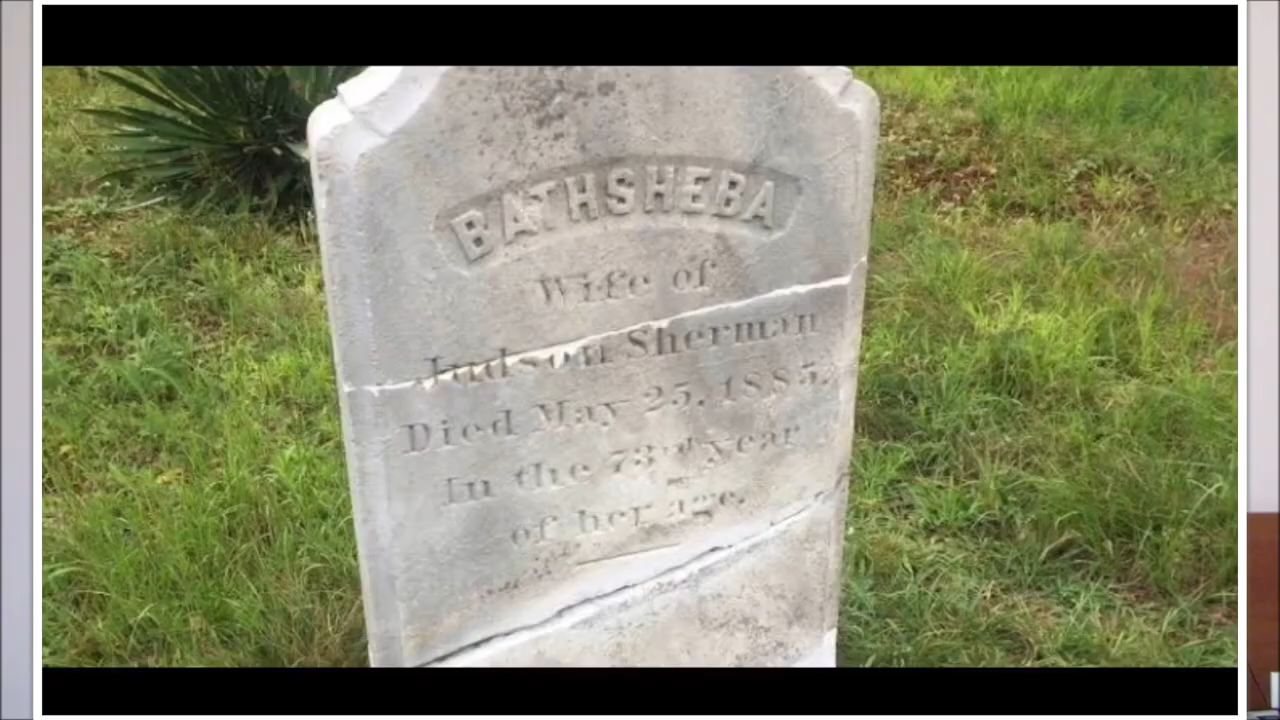 BATHSHEBA
Wife of
Judson Sherman
Died May 25, 1885,
In the 73rd year
of her age.